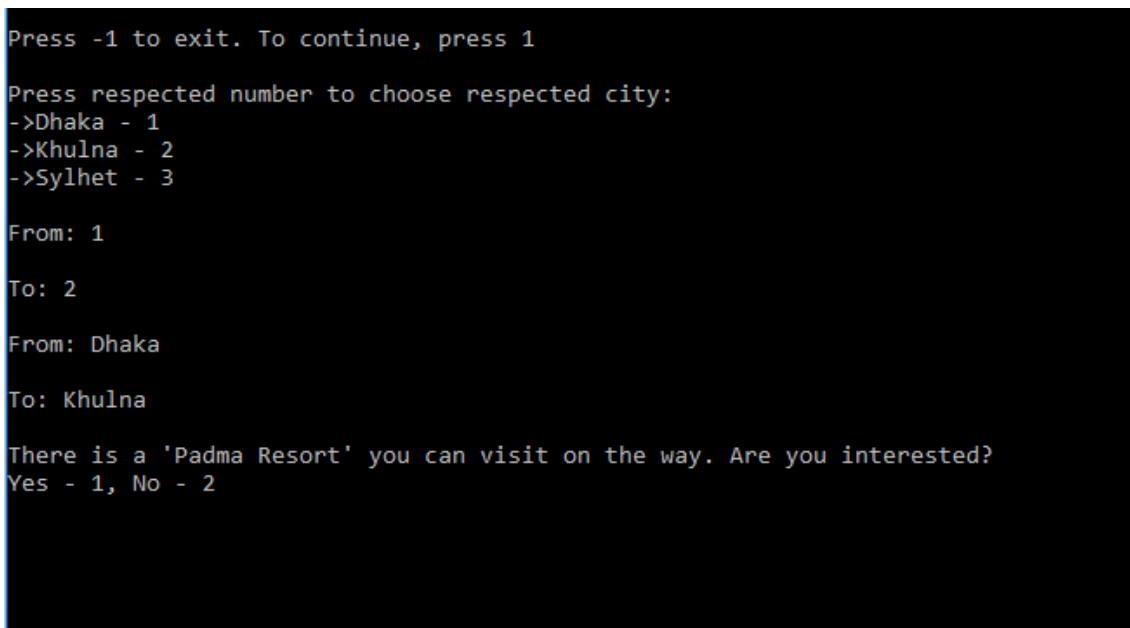 Press -1 to exit. To continue, press 1
Press respected number to choose respected city:
->Dhaka - 1
->Khulna - 2
->Sylhet - 3
From: 1
To: 2
From: Dhaka
To: Khulna
There is a 'Padma Resort' you can visit on the way. Are you interested?
Yes - 1, No - 2